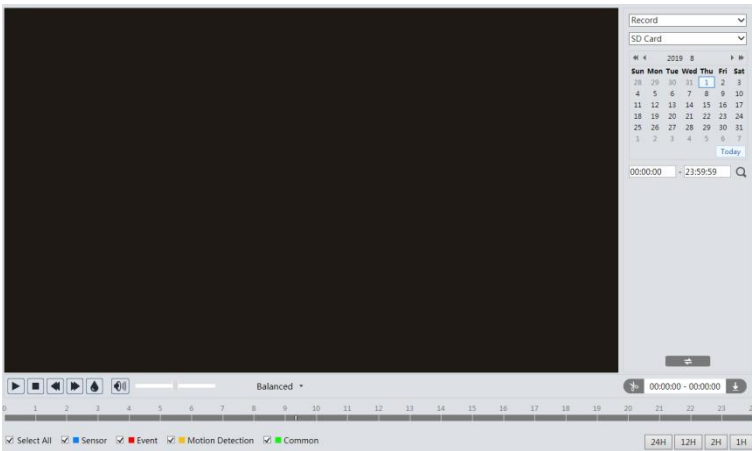 Record
SD Card
2019 8
Sun Mon Tue Wed Thu Fri Sat
28 29 30 31 1 2 3
4 5 6 7 8 9 10
11 12 13 14 15 16 17
18 19 20 21 22 23 24
25 26 27 28 29 30 31
1 2 3 4 5 6 7
Today
00:00:00 - 23:59:59
Balanced
00:00:00 - 00:00:00
0 1 2 3 4 5 6 7 8 9 10 11 12 13 14 15 16 17 18 19 20 21 22 23 2
Select All Sensor Event Motion Detection Common
24H 12H 2H 1H